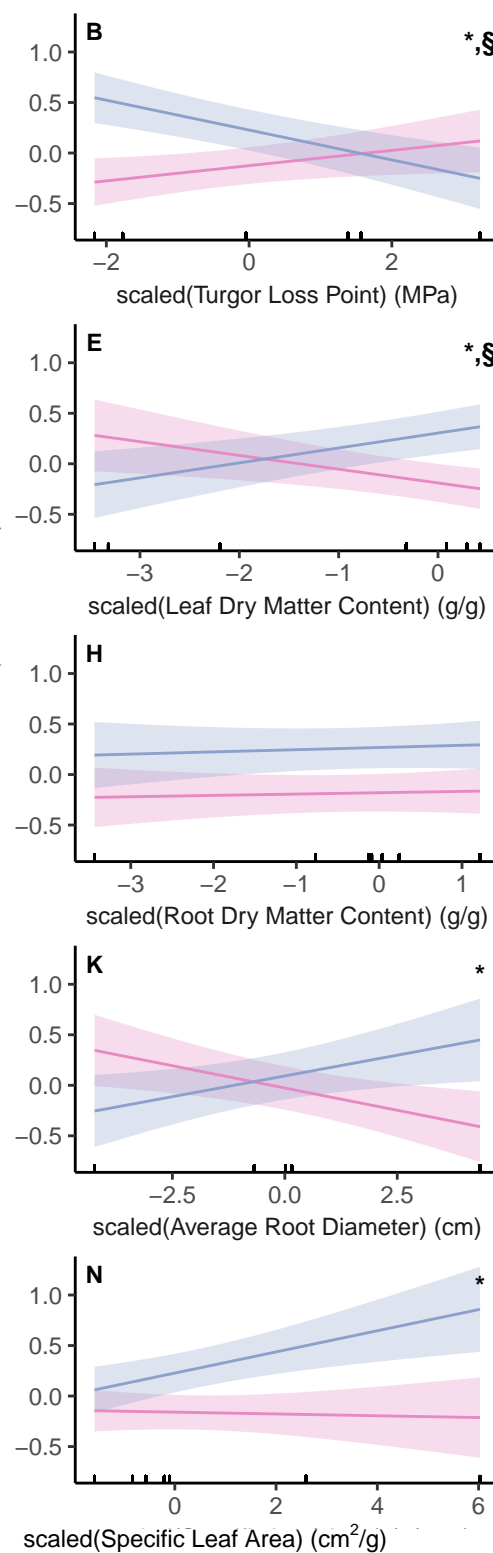 B
*,§
1.0
0.5
0.0
−0.5
−2 0 2
scaled(Turgor Loss Point) (MPa)
E
*,§
1.0
0.5
0.0
−0.5
−3 −2 −1 0
scaled(Leaf Dry Matter Content) (g/g)
H
1.0
0.5
0.0
−0.5
−3 −2 −1 0 1
scaled(Root Dry Matter Content) (g/g)
K
*
1.0
0.5
0.0
−0.5
−2.5 0.0 2.5
scaled(Average Root Diameter) (cm)
N
*
1.0
0.5
0.0
−0.5
0 2 4 6
scaled(Specific Leaf Area) (cm²/g)